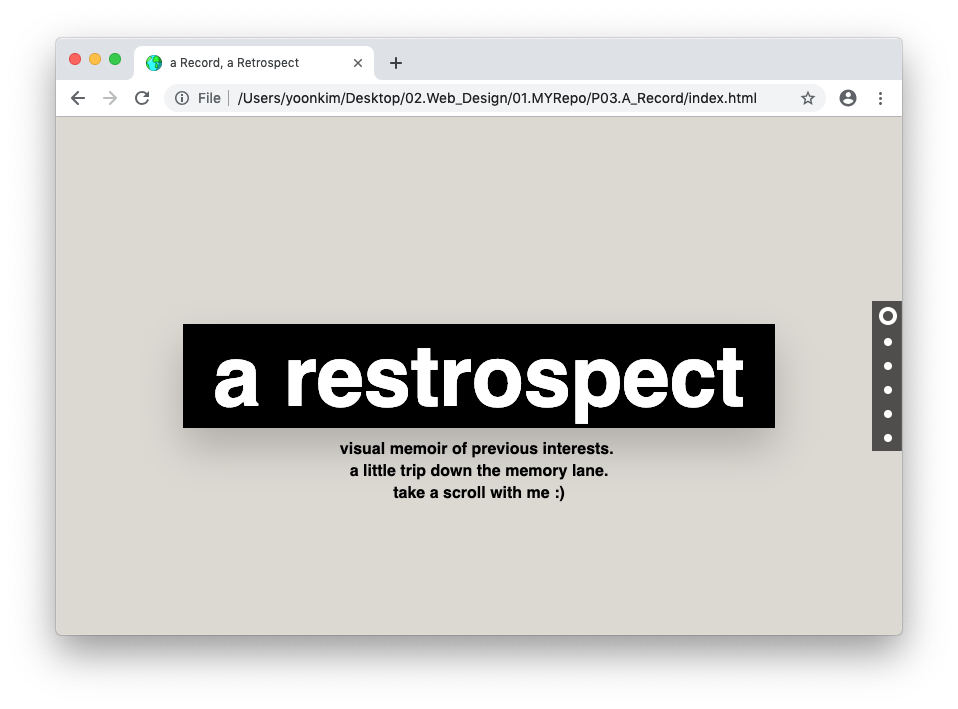 a Record, a Retrospect
File
/Users/yoonkim/Desktop/02.Web_Design/01.MYRepo/P03.A_Record/index.html
a restrospect
visual memoir of previous interests.
a little trip down the memory lane.
take a scroll with me :)